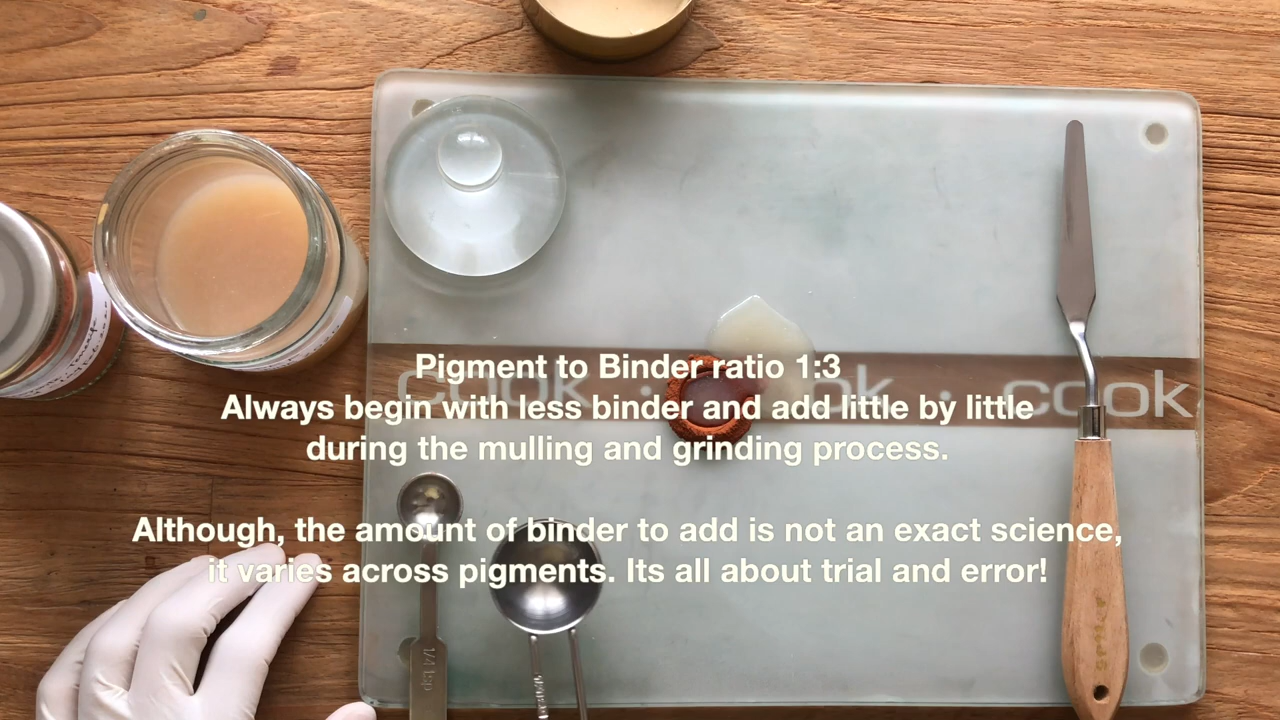 Pigment to Binder ratio 1:3
cook · cook · cook
Always begin with less binder and add little by little
during the mulling and grinding process.
Although, the amount of binder to add is not an exact science,
it varies across pigments. Its all about trial and error!
1/4 tsp